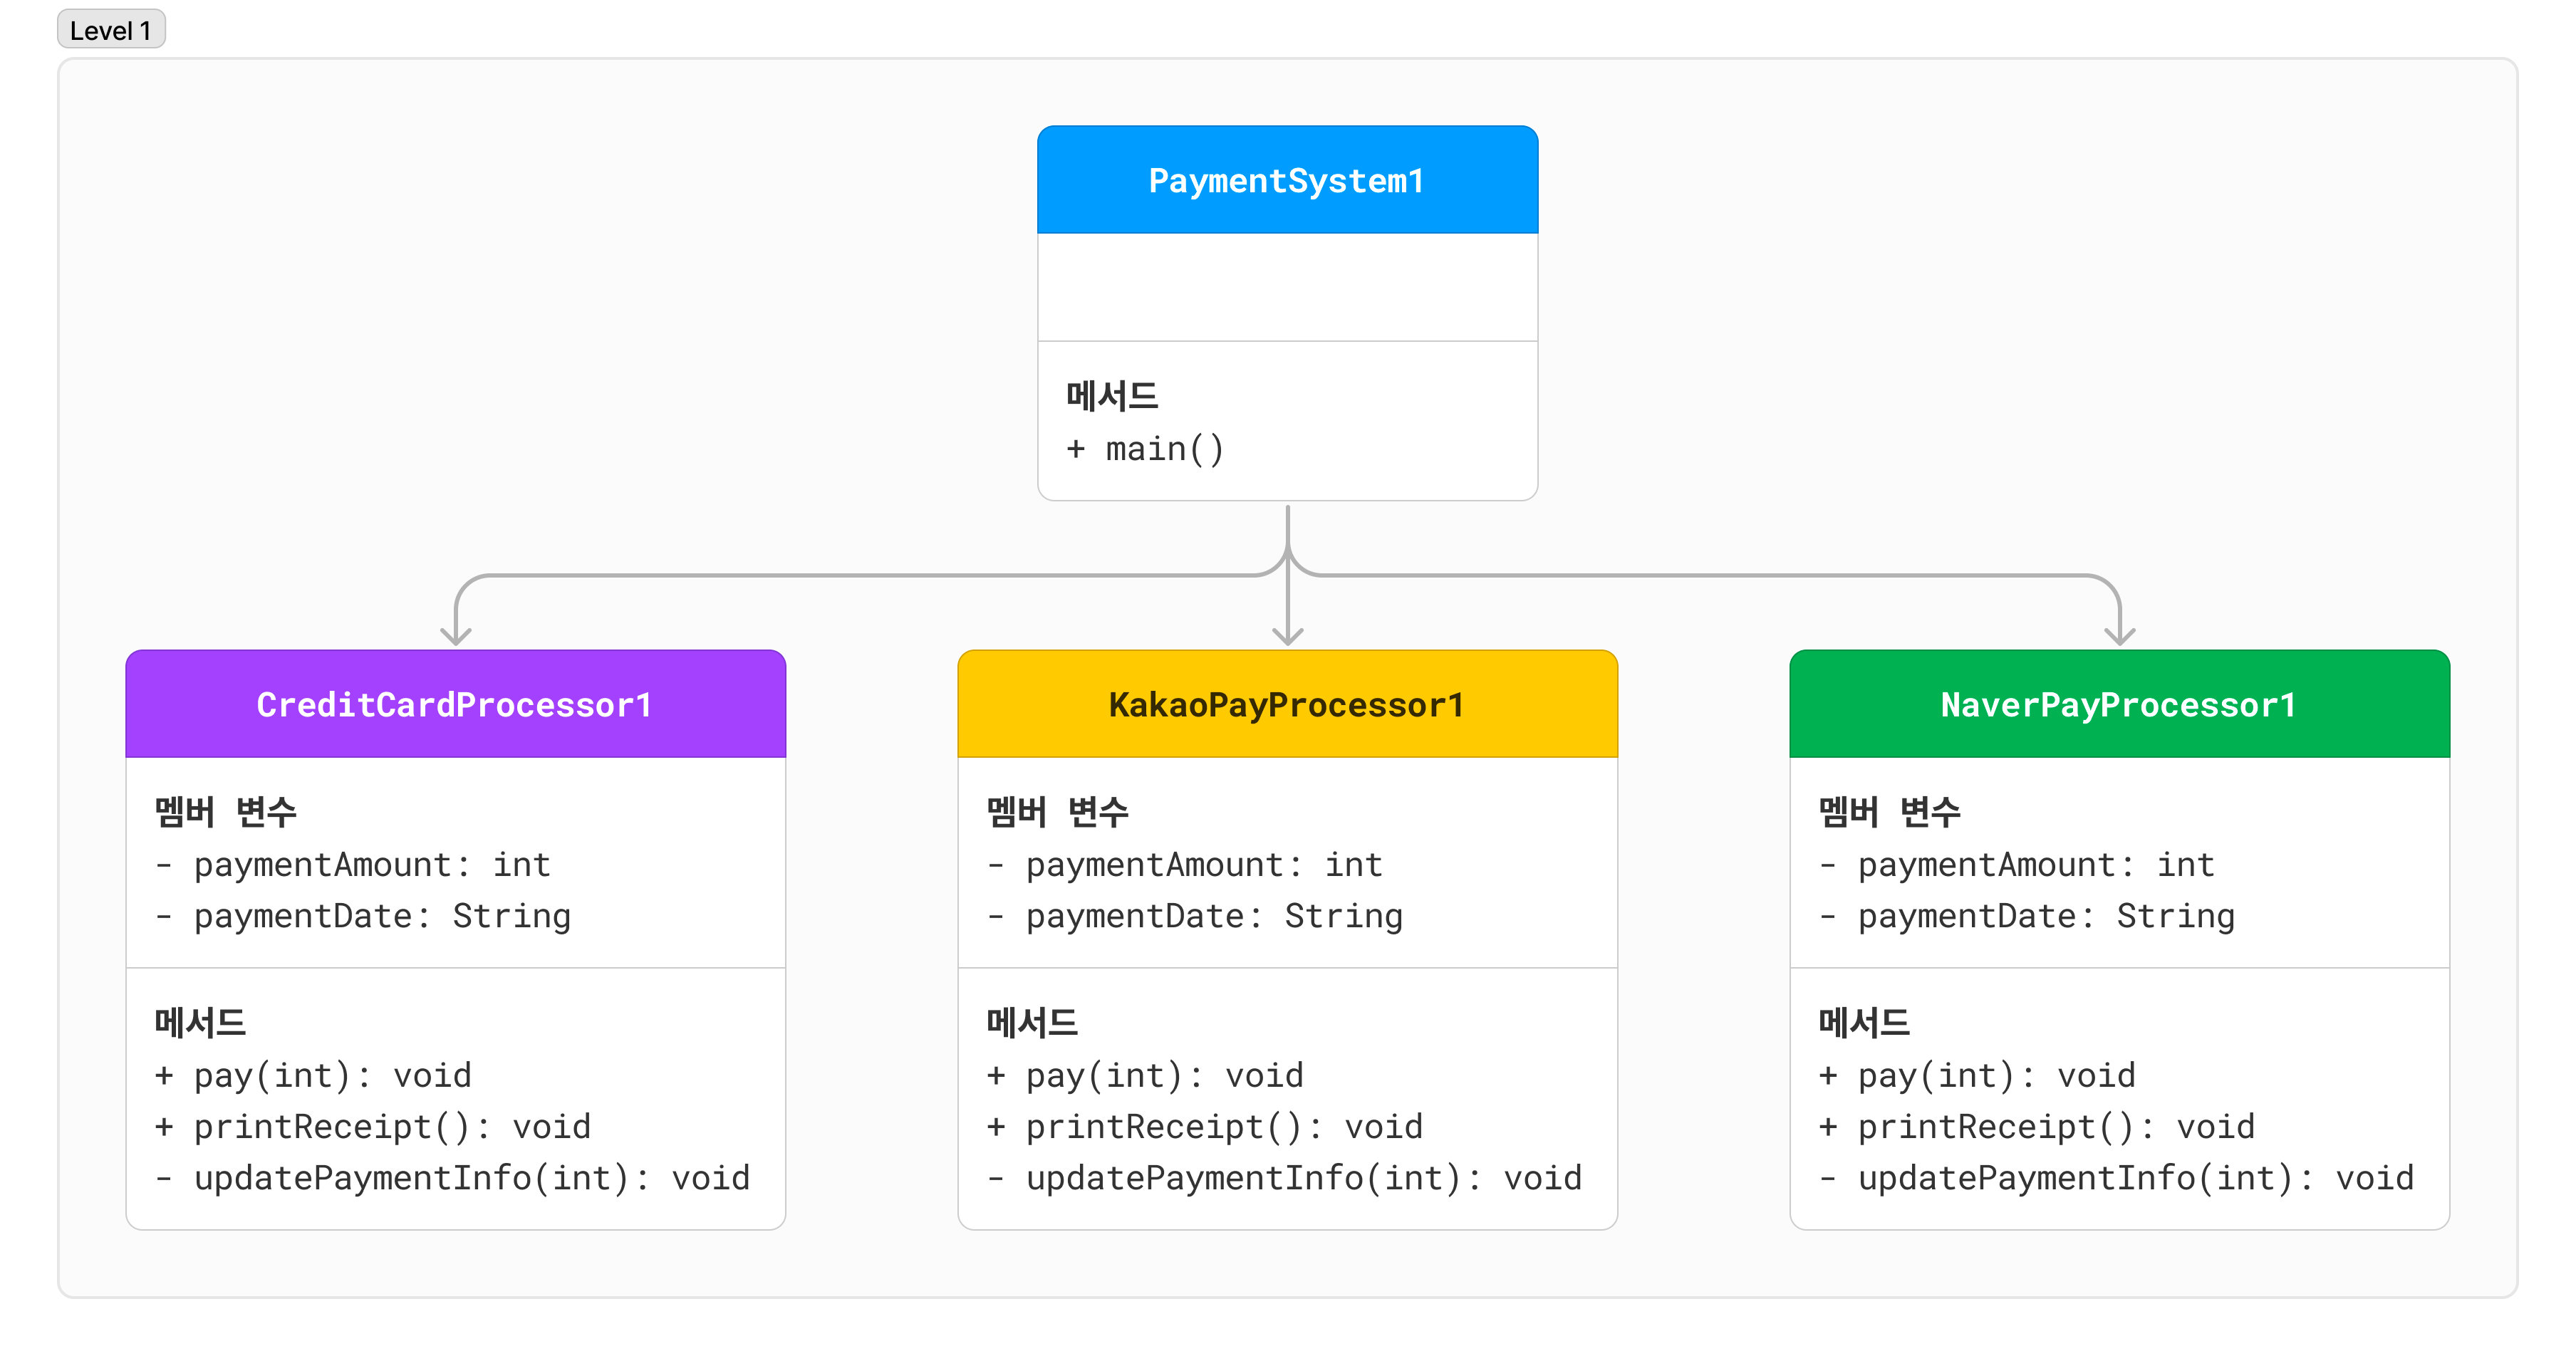 Level 1
PaymentSystem1
메서드
+ main()
CreditCardProcessor1
멤버 변수
- paymentAmount: int
- paymentDate: String
메서드
+ pay(int): void
+ printReceipt(): void
- updatePaymentInfo(int): void
KakaoPayProcessor1
멤버 변수
- paymentAmount: int
- paymentDate: String
메서드
+ pay(int): void
+ printReceipt(): void
- updatePaymentInfo(int): void
NaverPayProcessor1
멤버 변수
- paymentAmount: int
- paymentDate: String
메서드
+ pay(int): void
+ printReceipt(): void
- updatePaymentInfo(int): void